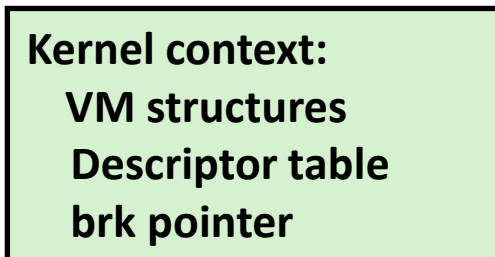 Kernel context:
VM structures
Descriptor table
brk pointer